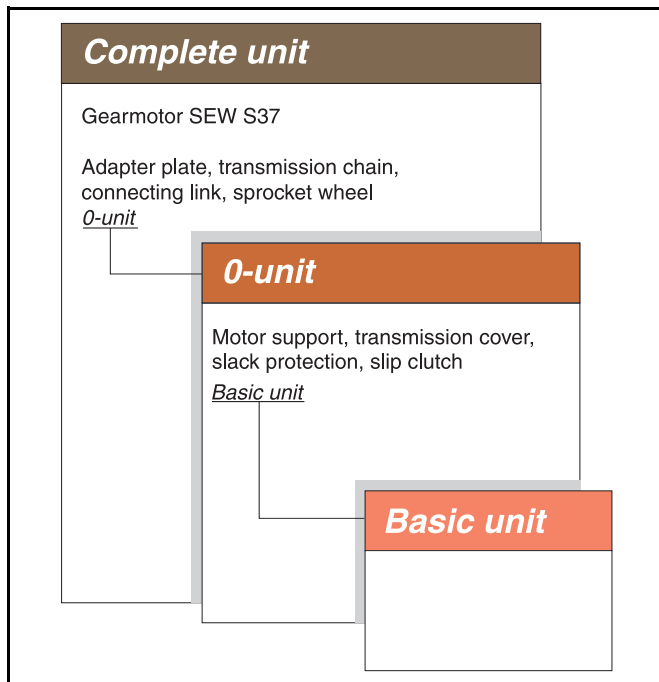 Complete unit
Gearmotor SEW S37
Adapter plate, transmission chain,
connecting link, sprocket wheel
0-unit
0-unit
Motor support, transmission cover,
slack protection, slip clutch
Basic unit
Basic unit